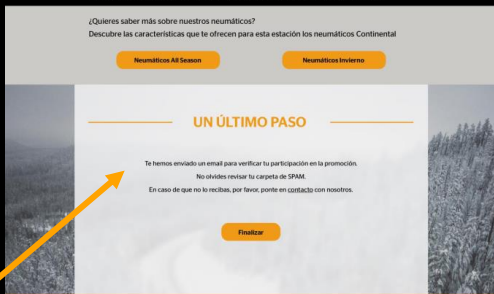 ¿Quieres saber más sobre nuestros neumáticos?
Descubre las características que te ofrecen para esta estación los neumáticos Continental
Neumáticos All Season
Neumáticos Invierno
UN ÚLTIMO PASO
Te hemos enviado un email para verificar tu participación en la promoción.
No olvides revisar tu carpeta de SPAM.
En caso de que no lo recibas, por favor, ponte en contacto con nosotros.
Finalizar